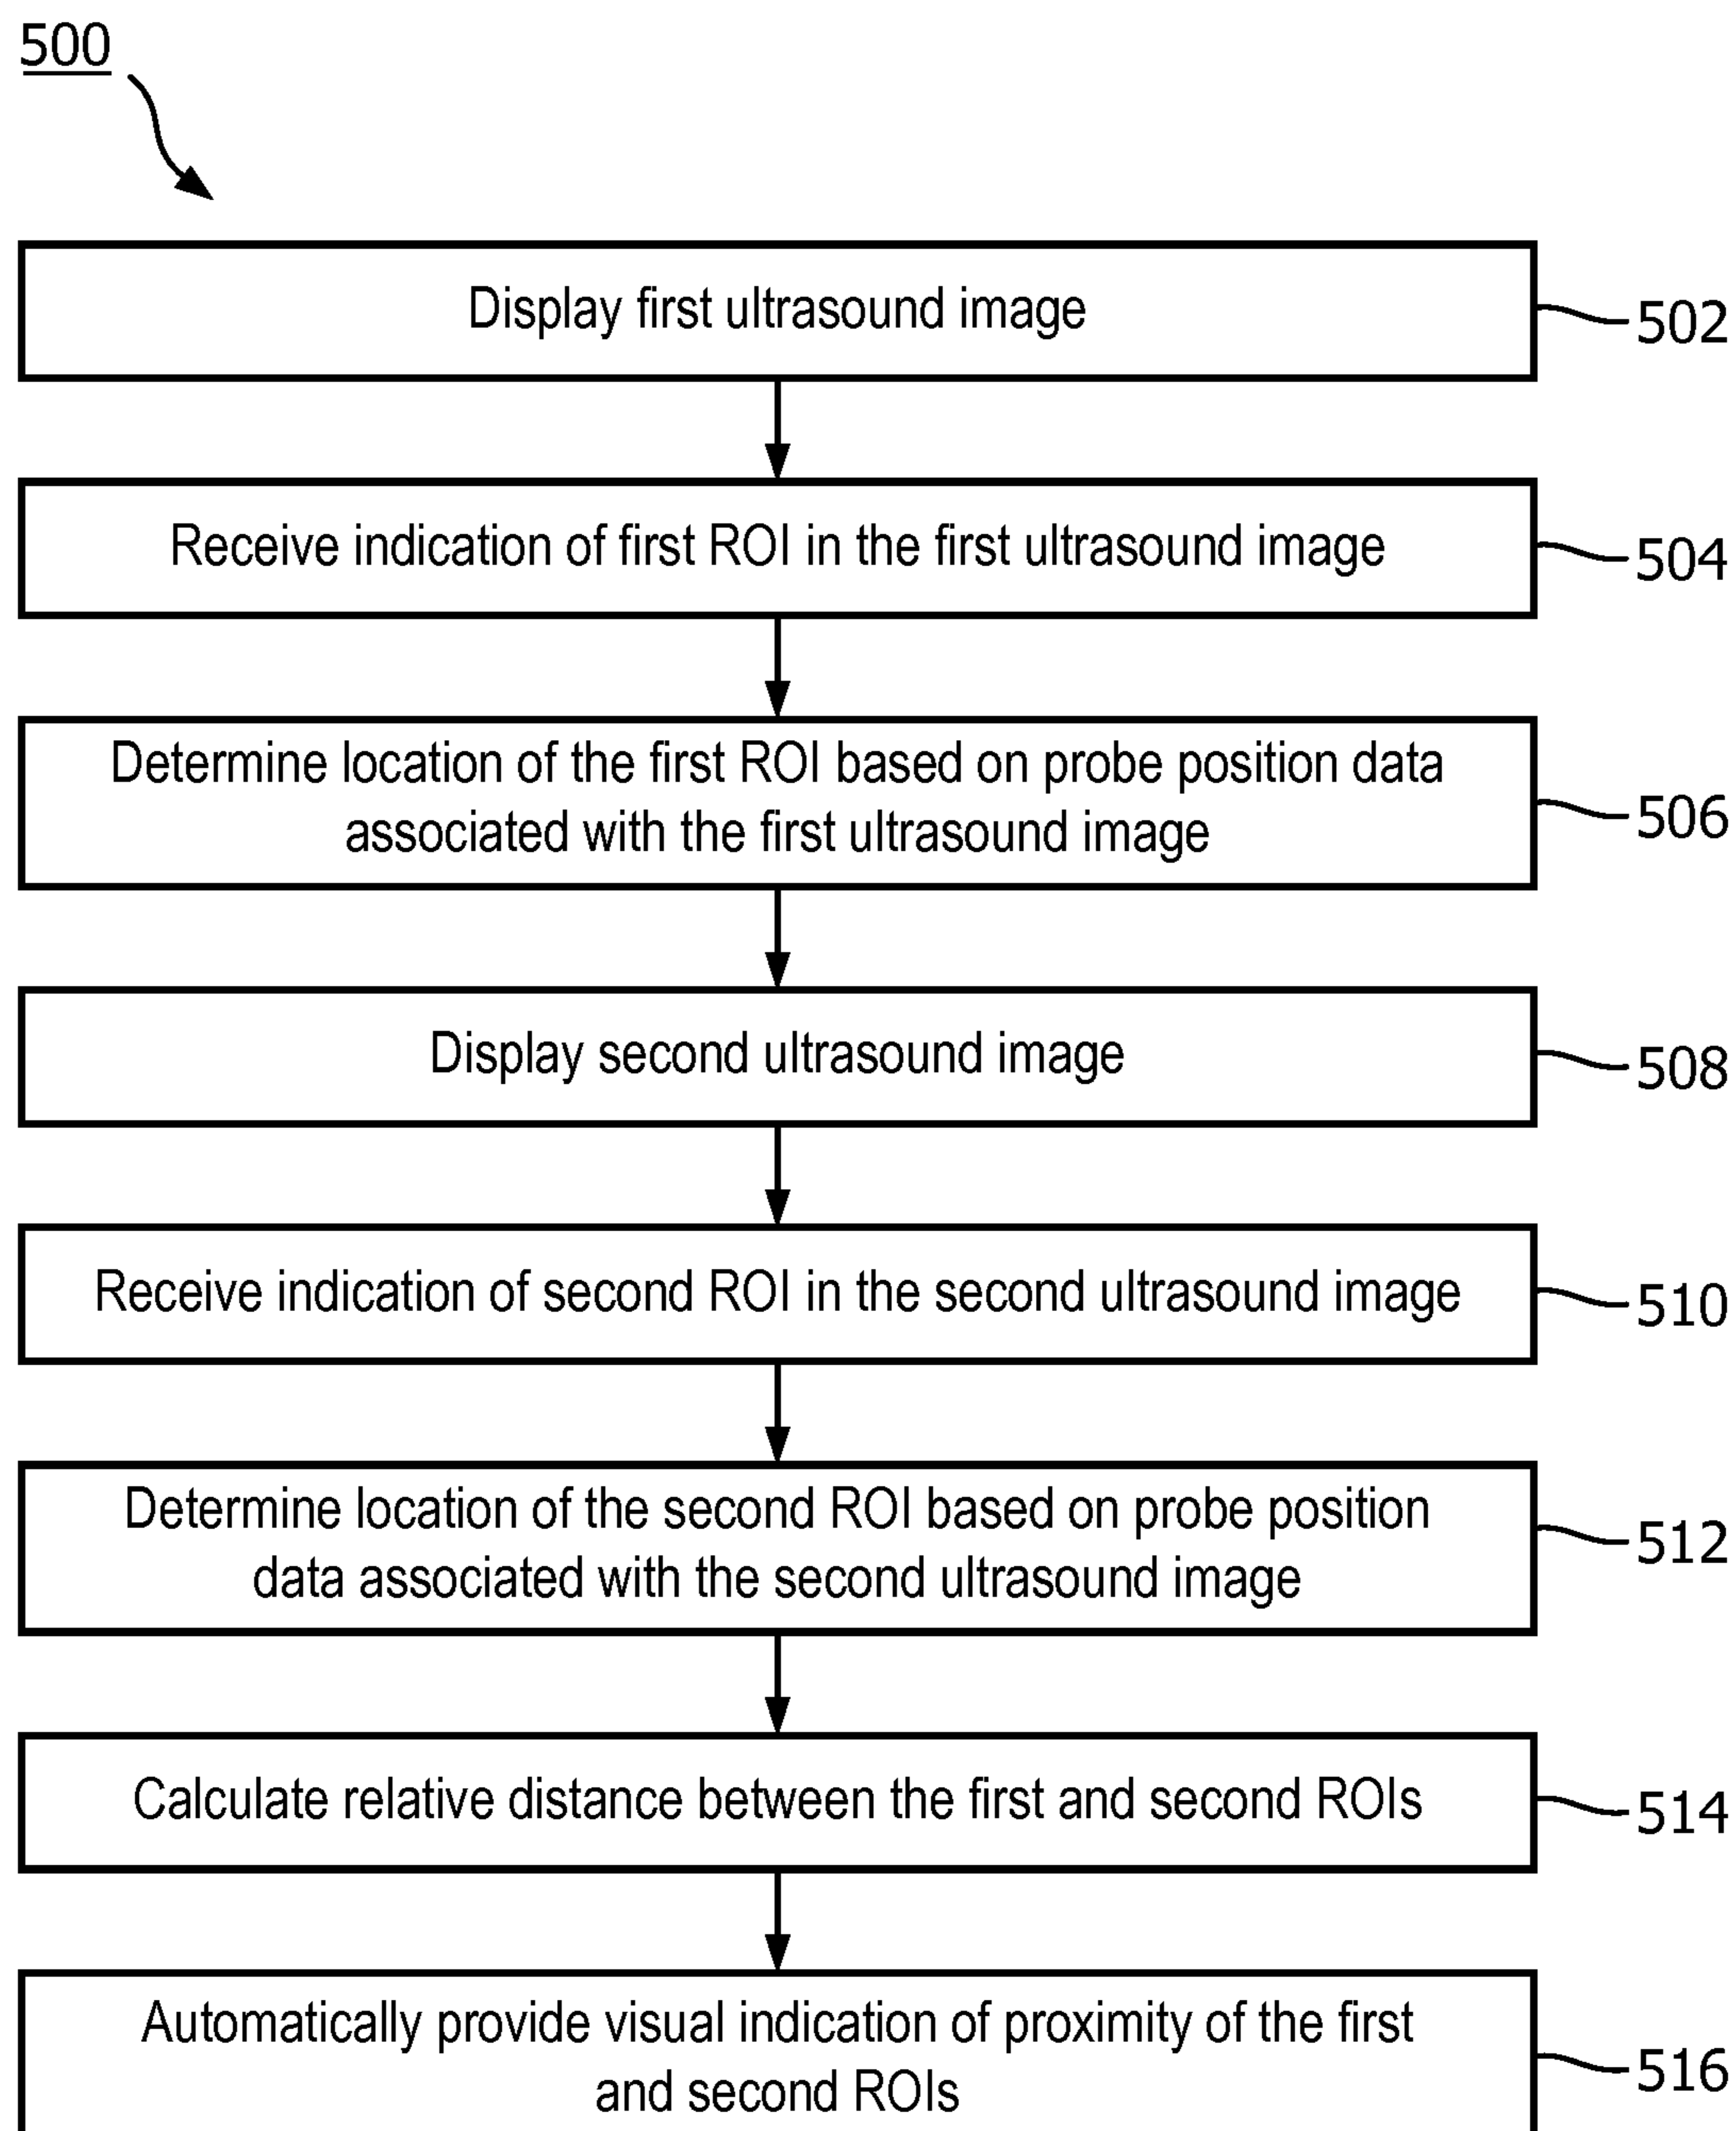 500
Display first ultrasound image
502
Receive indication of first ROI in the first ultrasound image
504
Determine location of the first ROI based on probe position data
associated with the first ultrasound image
506
Display second ultrasound image
508
Receive indication of second ROI in the second ultrasound image
510
Determine location of the second ROI based on probe position
data associated with the second ultrasound image
512
Calculate relative distance between the first and second ROIs
514
Automatically provide visual indication of proximity of the first
and second ROIs
516